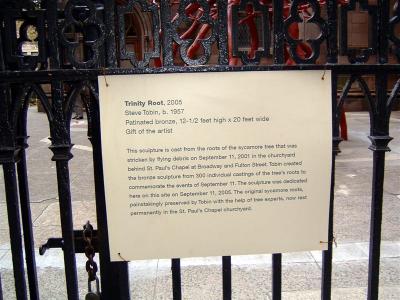 Trinity Root, 2005
Steve Tobin, b. 1957
Patinated bronze, 12-1/2 feet high x 20 feet wide
Gift of the artist
This sculpture is cast from the roots of the sycamore tree that was
stricken by flying debris on September 11, 2001 in the churchyard
behind St. Paul's Chapel at Broadway and Fulton Street. Tobin created
the bronze sculpture from 300 individual castings of the tree's roots to
commemorate the events of September 11. The sculpture was dedicated
here on this site on September 11, 2005. The original sycamore roots,
painstakingly preserved by Tobin with the help of tree experts, now rest
permanently in the St. Paul's Chapel churchyard.